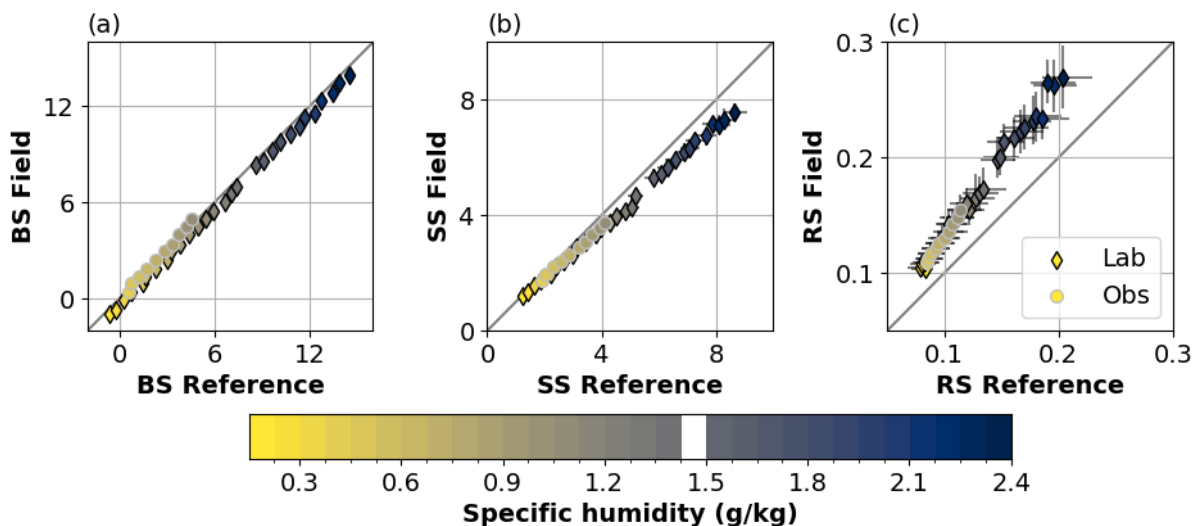 (a)
(b)
(c)
BS Field
12
6
0
0
6
12
BS Reference
SS Field
8
4
0
0
4
8
SS Reference
RS Field
0.3
0.2
0.1
0.1
0.2
0.3
RS Reference
Lab
Obs
0.3
0.6
0.9
1.2
1.5
1.8
2.1
2.4
Specific humidity (g/kg)